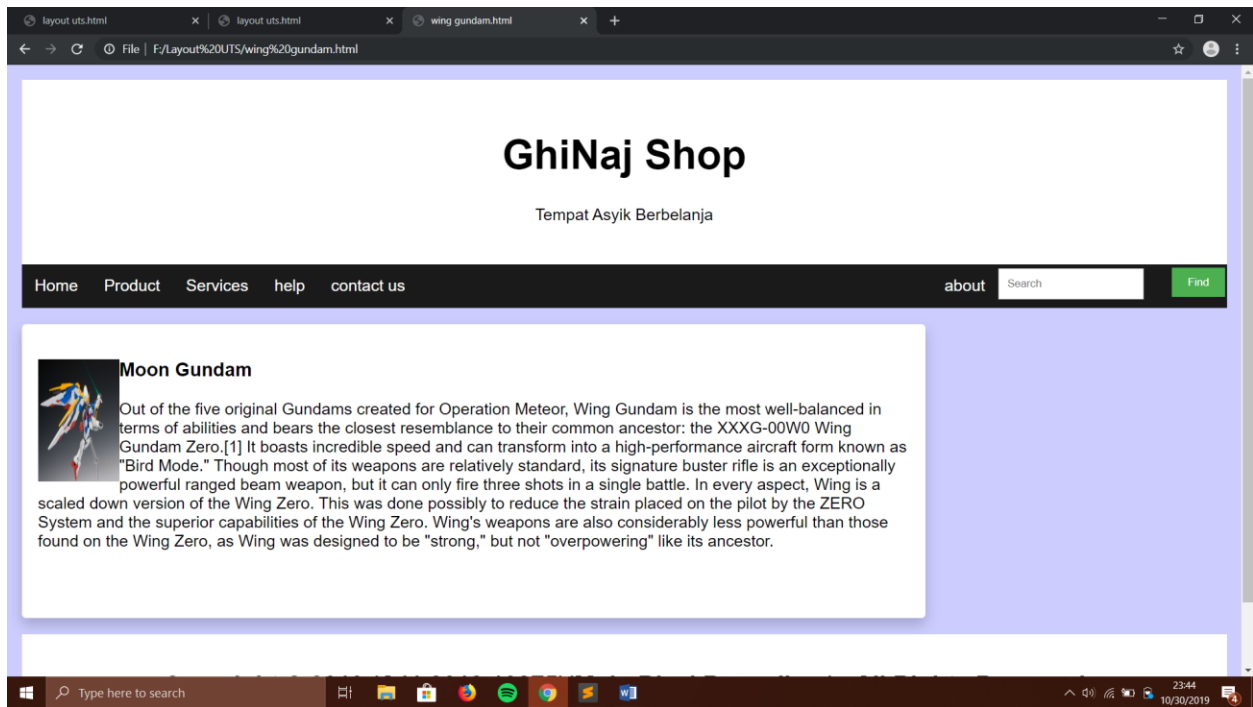 layout uts.html
layout uts.html
wing gundam.html
File | F:/Layout%20UTS/wing%20gundam.html
GhiNaj Shop
Tempat Asyik Berbelanja
Home Product Services help contact us about Search Find
Moon Gundam
Out of the five original Gundams created for Operation Meteor, Wing Gundam is the most well-balanced in
terms of abilities and bears the closest resemblance to their common ancestor: the XXXG-00W0 Wing
Gundam Zero.[1] It boasts incredible speed and can transform into a high-performance aircraft form known as
"Bird Mode." Though most of its weapons are relatively standard, its signature buster rifle is an exceptionally
powerful ranged beam weapon, but it can only fire three shots in a single battle. In every aspect, Wing is a
scaled down version of the Wing Zero. This was done possibly to reduce the strain placed on the pilot by the ZERO
System and the superior capabilities of the Wing Zero. Wing's weapons are also considerably less powerful than those
found on the Wing Zero, as Wing was designed to be "strong," but not "overpowering" like its ancestor.
Type here to search
23:44
10/30/2019
4